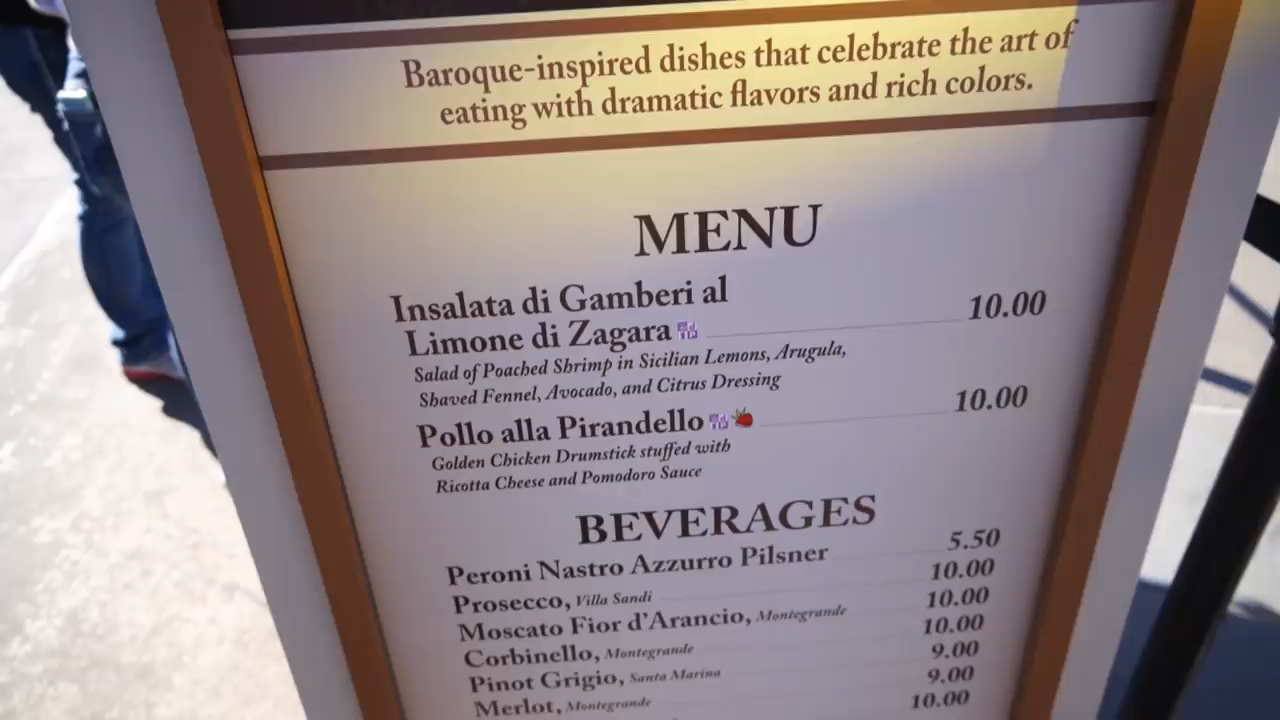 Baroque-inspired dishes that celebrate the art of
eating with dramatic flavors and rich colors.
MENU
Insalata di Gamberi al
Limone di Zagara 10.00
Salad of Poached Shrimp in Sicilian Lemons, Arugula,
Shaved Fennel, Avocado, and Citrus Dressing
Pollo alla Pirandello 10.00
Golden Chicken Drumstick stuffed with
Ricotta Cheese and Pomodoro Sauce
BEVERAGES
Peroni Nastro Azzurro Pilsner 5.50
Prosecco, Villa Sandi 10.00
Moscato Fior d'Arancio, Montegrande 10.00
Corbinello, Montegrande 10.00
Pinot Grigio, Santa Marina 9.00
Merlot, Montegrande 9.00
10.00